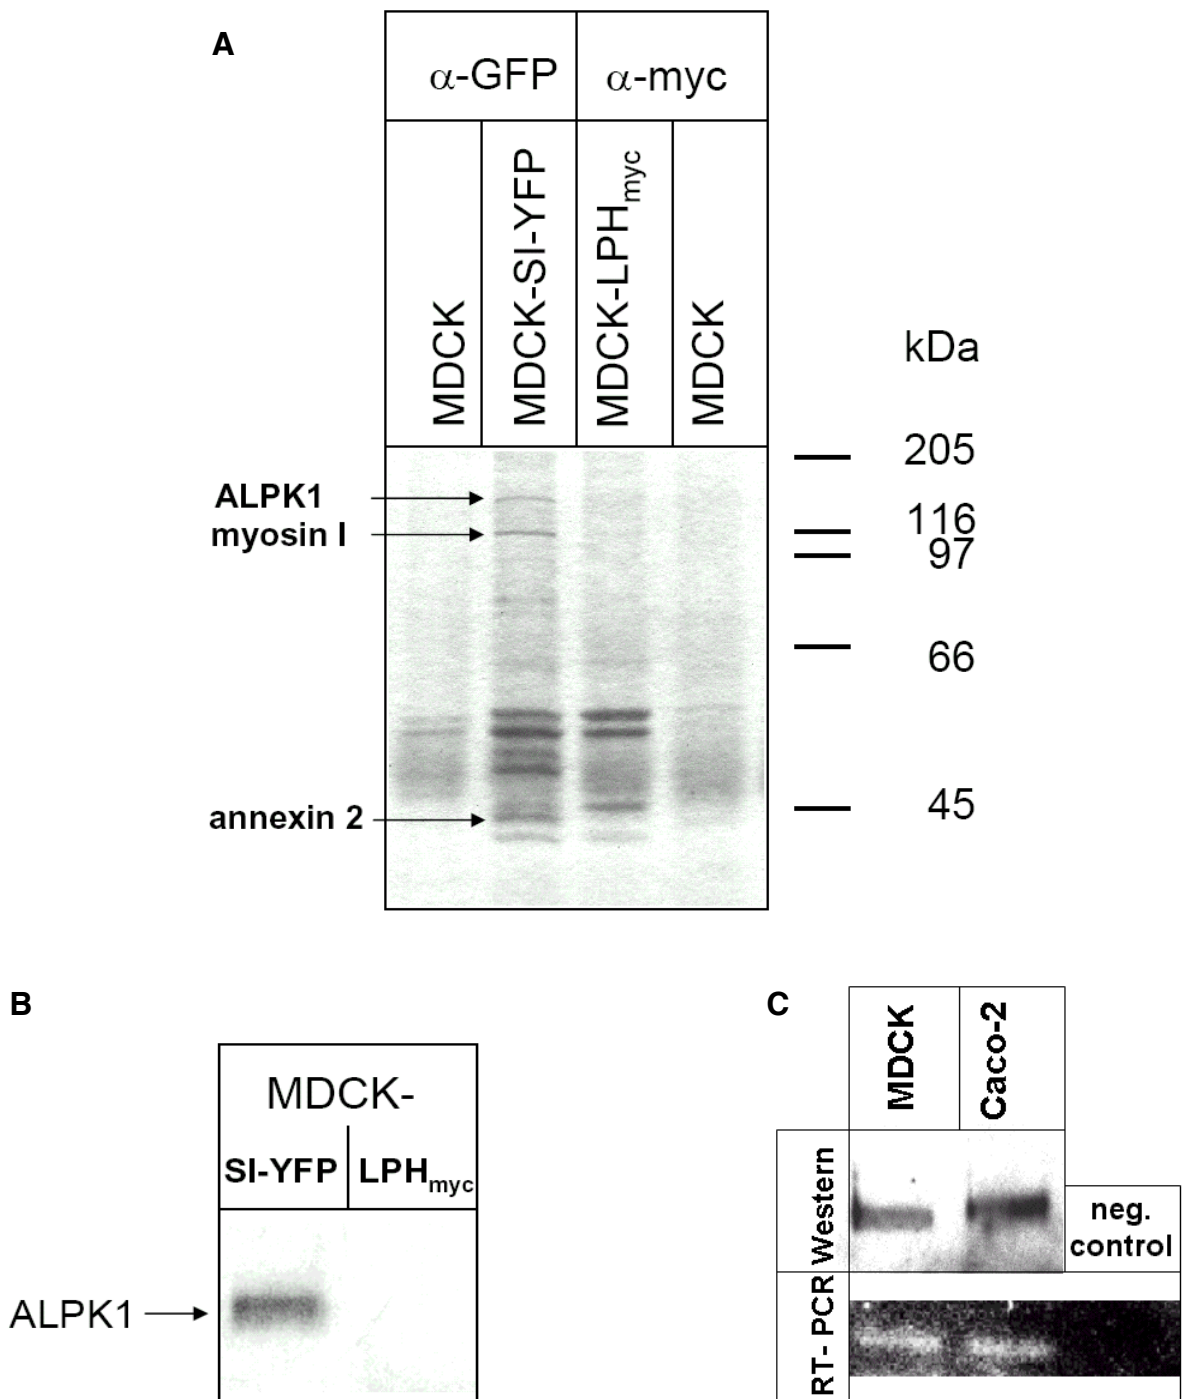 A
α-GFP
α-myc
MDCK
MDCK-SI-YFP
MDCK-LPHmyc
MDCK
kDa
205
116
97
66
45
ALPK1
myosin I
annexin 2
B
MDCK-
SI-YFP
LPHmyc
ALPK1
C
MDCK
Caco-2
Western
neg.
control
RT- PCR